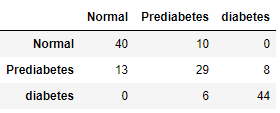 Normal Prediabetes diabetes
Normal 40 10 0
Prediabetes 13 29 8
diabetes 0 6 44